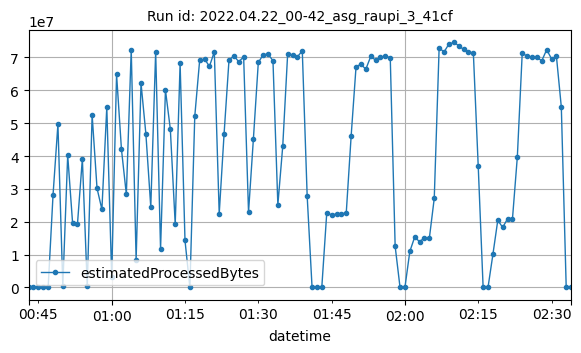 Run id: 2022.04.22_00-42_asg_raupi_3_41cf
1e7
7
6
5
4
3
2
1
0
estimatedProcessedBytes
00:45 01:00 01:15 01:30 01:45 02:00 02:15 02:30
datetime